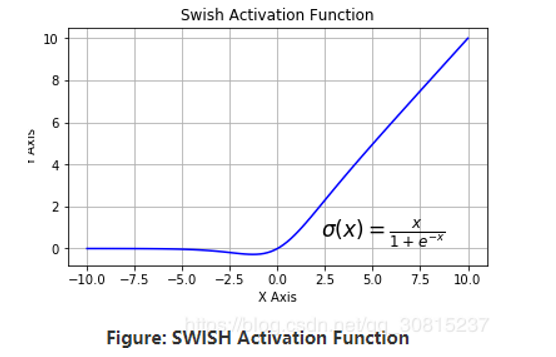 Swish Activation Function
10
8
6
4
2
0
σ(x) = x / (1 + e^{-x})
−10.0 −7.5 −5.0 −2.5 0.0 2.5 5.0 7.5 10.0
X Axis
https://blog.csdn.net/qq_30815237
Figure: SWISH Activation Function